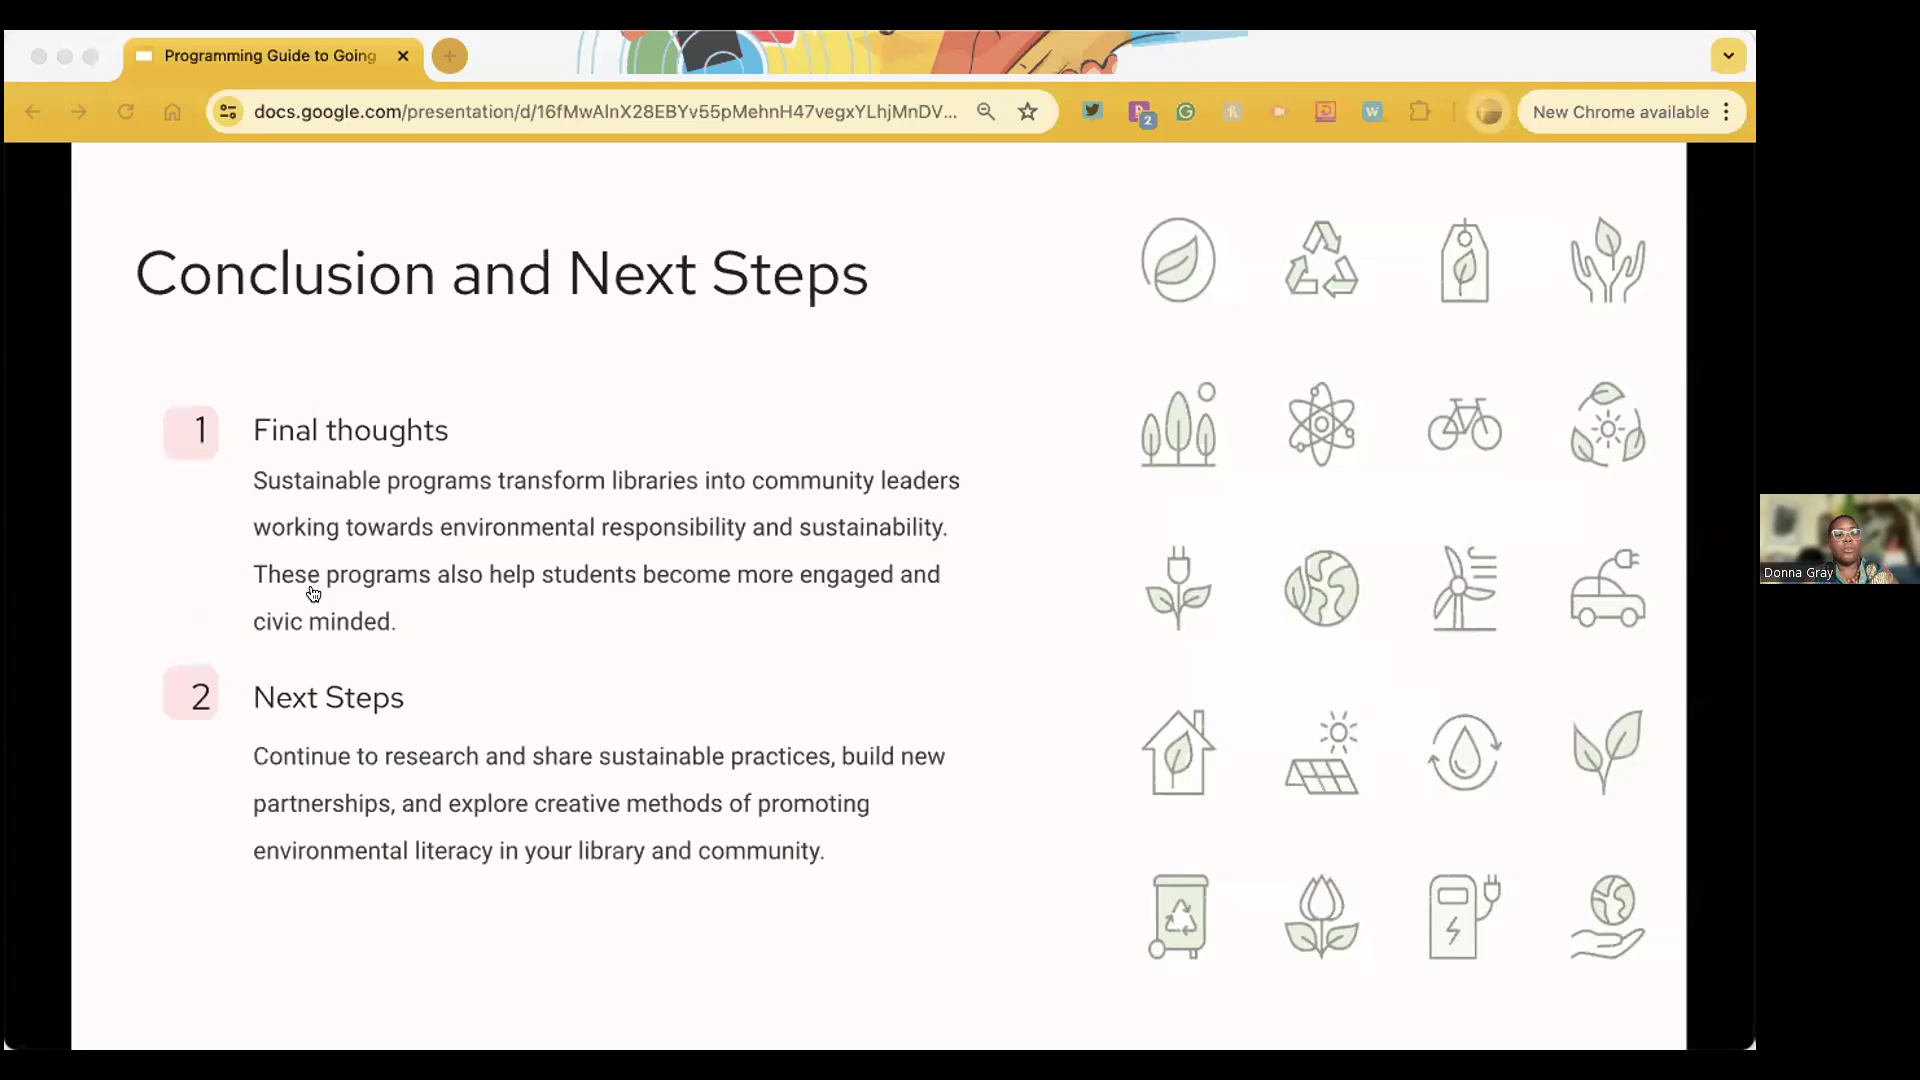 Programming Guide to Going
docs.google.com/presentation/d/16fMwAlnX28EBYv55pMehnH47vegxYLhjMnDV...
2
W
New Chrome available
Conclusion and Next Steps
1 Final thoughts
Sustainable programs transform libraries into community leaders
working towards environmental responsibility and sustainability.
These programs also help students become more engaged and
civic minded.
2 Next Steps
Continue to research and share sustainable practices, build new
partnerships, and explore creative methods of promoting
environmental literacy in your library and community.
Donna Gray